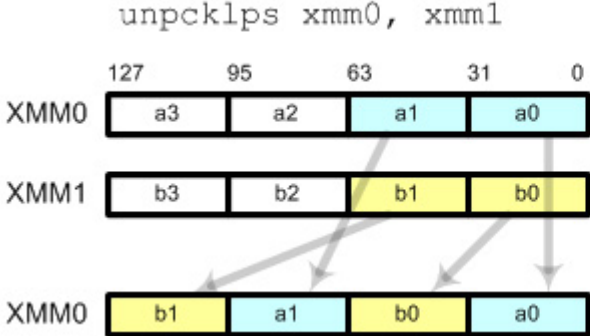 unpcklps xmm0, xmm1
127 95 63 31 0
XMM0 a3 a2 a1 a0
XMM1 b3 b2 b1 b0
XMM0 b1 a1 b0 a0